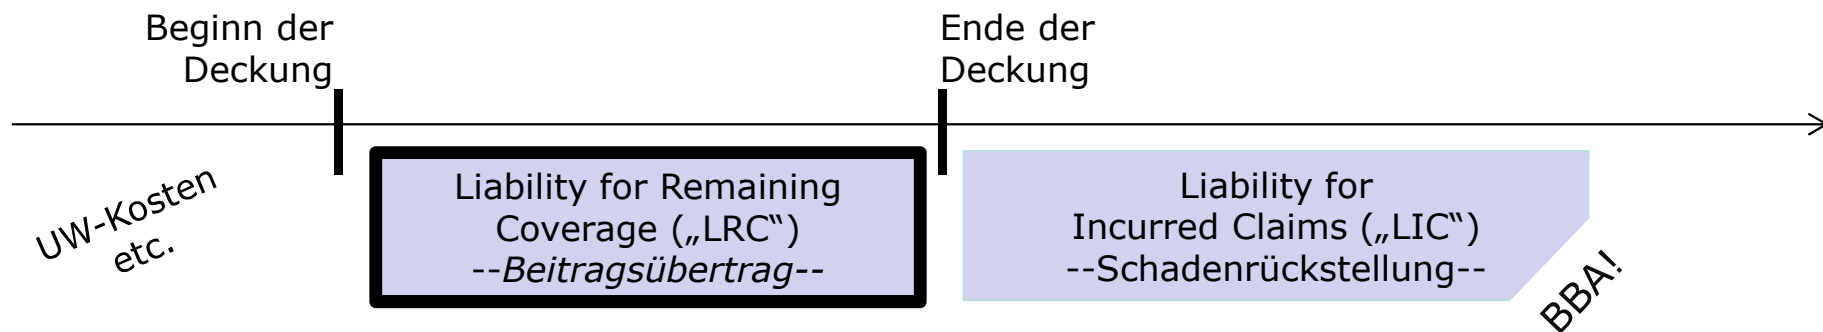 Beginn der
Deckung
Ende der
Deckung
UW-Kosten
etc.
Liability for Remaining
Coverage („LRC“)
--Beitragsübertrag--
Liability for
Incurred Claims („LIC“)
--Schadenrückstellung--
BBA!